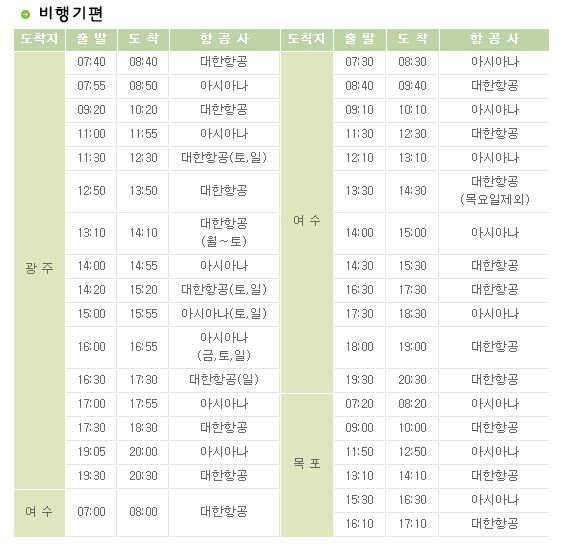 비행기편
도착지 출 발 도 착 항 공 사 도착지 출 발 도 착 항 공 사
광 주
07:40 08:40 대한항공
07:55 08:50 아시아나
09:20 10:20 대한항공
11:00 11:55 아시아나
11:30 12:30 대한항공(토,일)
12:50 13:50 대한항공
13:10 14:10 대한항공
(월~토)
14:00 14:55 아시아나
14:20 15:20 대한항공(토,일)
15:00 15:55 아시아나(토,일)
16:00 16:55 아시아나
(금,토,일)
16:30 17:30 대한항공(일)
17:00 17:55 아시아나
17:30 18:30 대한항공
19:05 20:00 아시아나
19:30 20:30 대한항공
여 수 07:00 08:00 대한항공
여 수
07:30 08:30 아시아나
08:40 09:40 대한항공
09:10 10:10 아시아나
11:30 12:30 대한항공
12:10 13:10 아시아나
13:30 14:30 대한항공
(목요일제외)
14:00 15:00 아시아나
14:30 15:30 대한항공
16:30 17:30 대한항공
17:30 18:30 아시아나
18:00 19:00 대한항공
19:30 20:30 대한항공
목 포
07:20 08:20 아시아나
09:00 10:00 대한항공
11:50 12:50 아시아나
13:10 14:10 대한항공
15:30 16:30 아시아나
16:10 17:10 대한항공